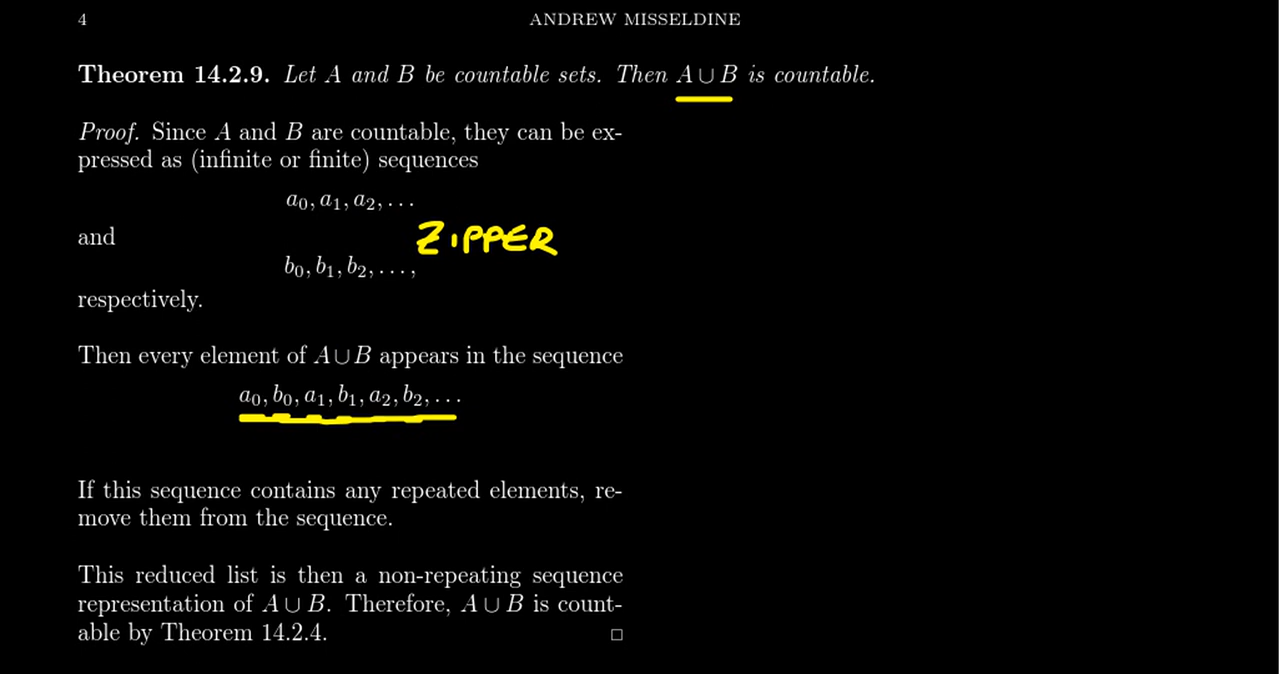 4
ANDREW MISSELDINE
Theorem 14.2.9. Let A and B be countable sets. Then A ∪ B is countable.
Proof. Since A and B are countable, they can be ex-
pressed as (infinite or finite) sequences
a₀, a₁, a₂, . . .
and
ZIPPER
b₀, b₁, b₂, . . . ,
respectively.
Then every element of A ∪ B appears in the sequence
a₀, b₀, a₁, b₁, a₂, b₂, . . .
If this sequence contains any repeated elements, re-
move them from the sequence.
This reduced list is then a non-repeating sequence
representation of A ∪ B. Therefore, A ∪ B is count-
able by Theorem 14.2.4. □